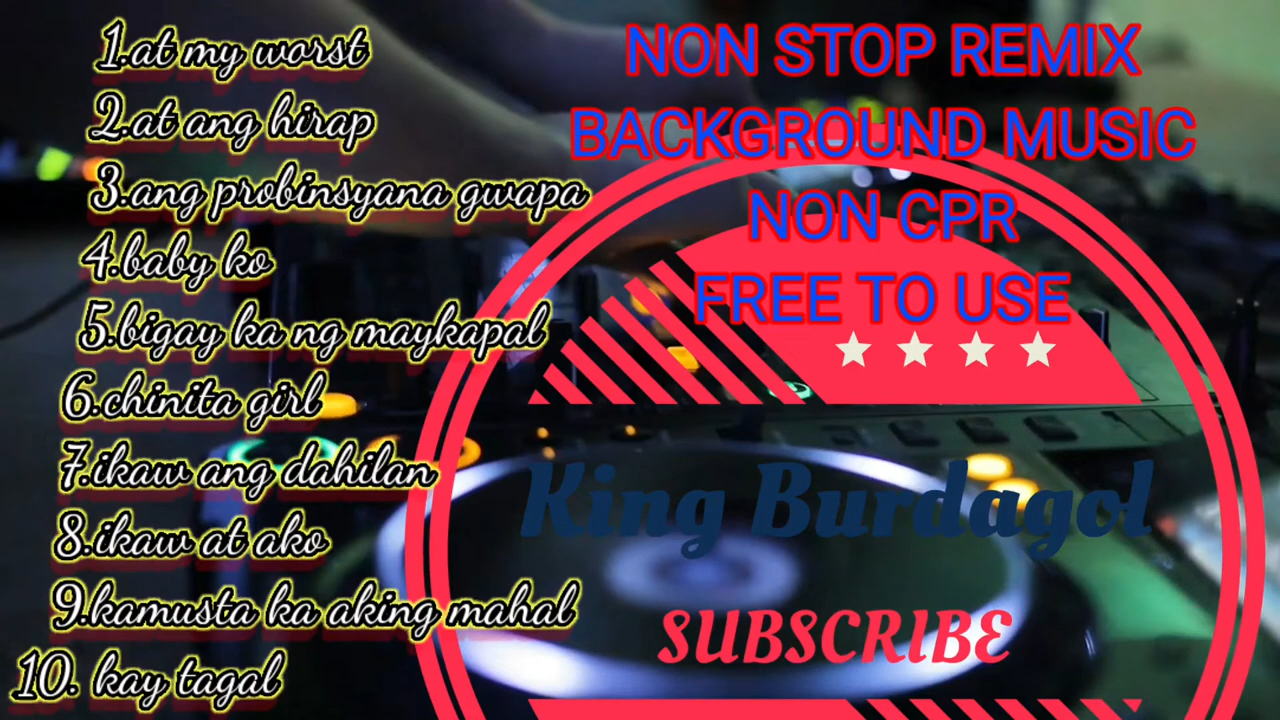 1.at my worst
2.at ang hirap
3.ang probinsyana gwapa
4.baby ko
5.bigay ka ng maykapal
6.chinita girl
7.ikaw ang dahilan
8.ikaw at ako
9.kamusta ka aking mahal
10. kay tagal
NON STOP REMIX
BACKGROUND MUSIC
NON CPR
FREE TO USE
King Burdagol
SUBSCRIBE